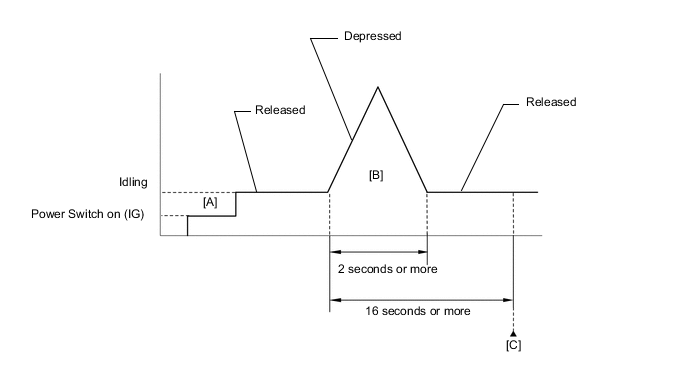 Depressed
Released
Released
[B]
Idling
[A]
Power Switch on (IG)
2 seconds or more
16 seconds or more
[C]